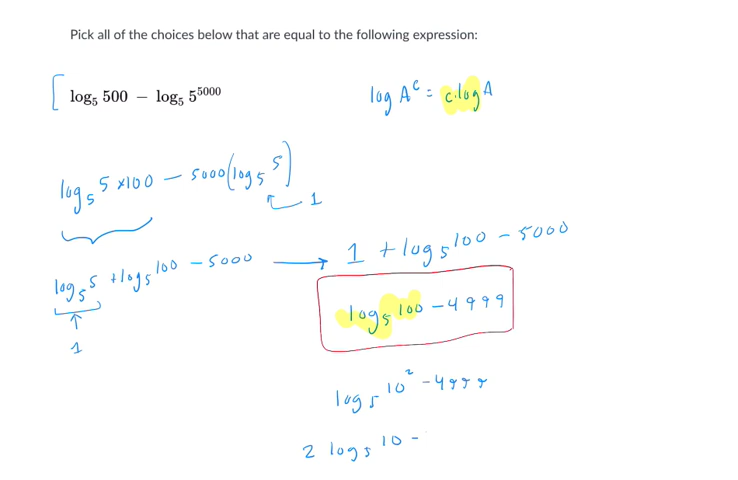 Pick all of the choices below that are equal to the following expression:
log₅ 500 − log₅ 5⁵⁰⁰⁰
log Aᶜ = c·log A
log₅ 5×100 − 5000(log₅ 5)
1
log₅ 5 + log₅ 100 − 5000 → 1 + log₅ 100 − 5000
↑
1
log₅ 100 − 4999
log₅ 10² − 4999
2 log₅ 10 −